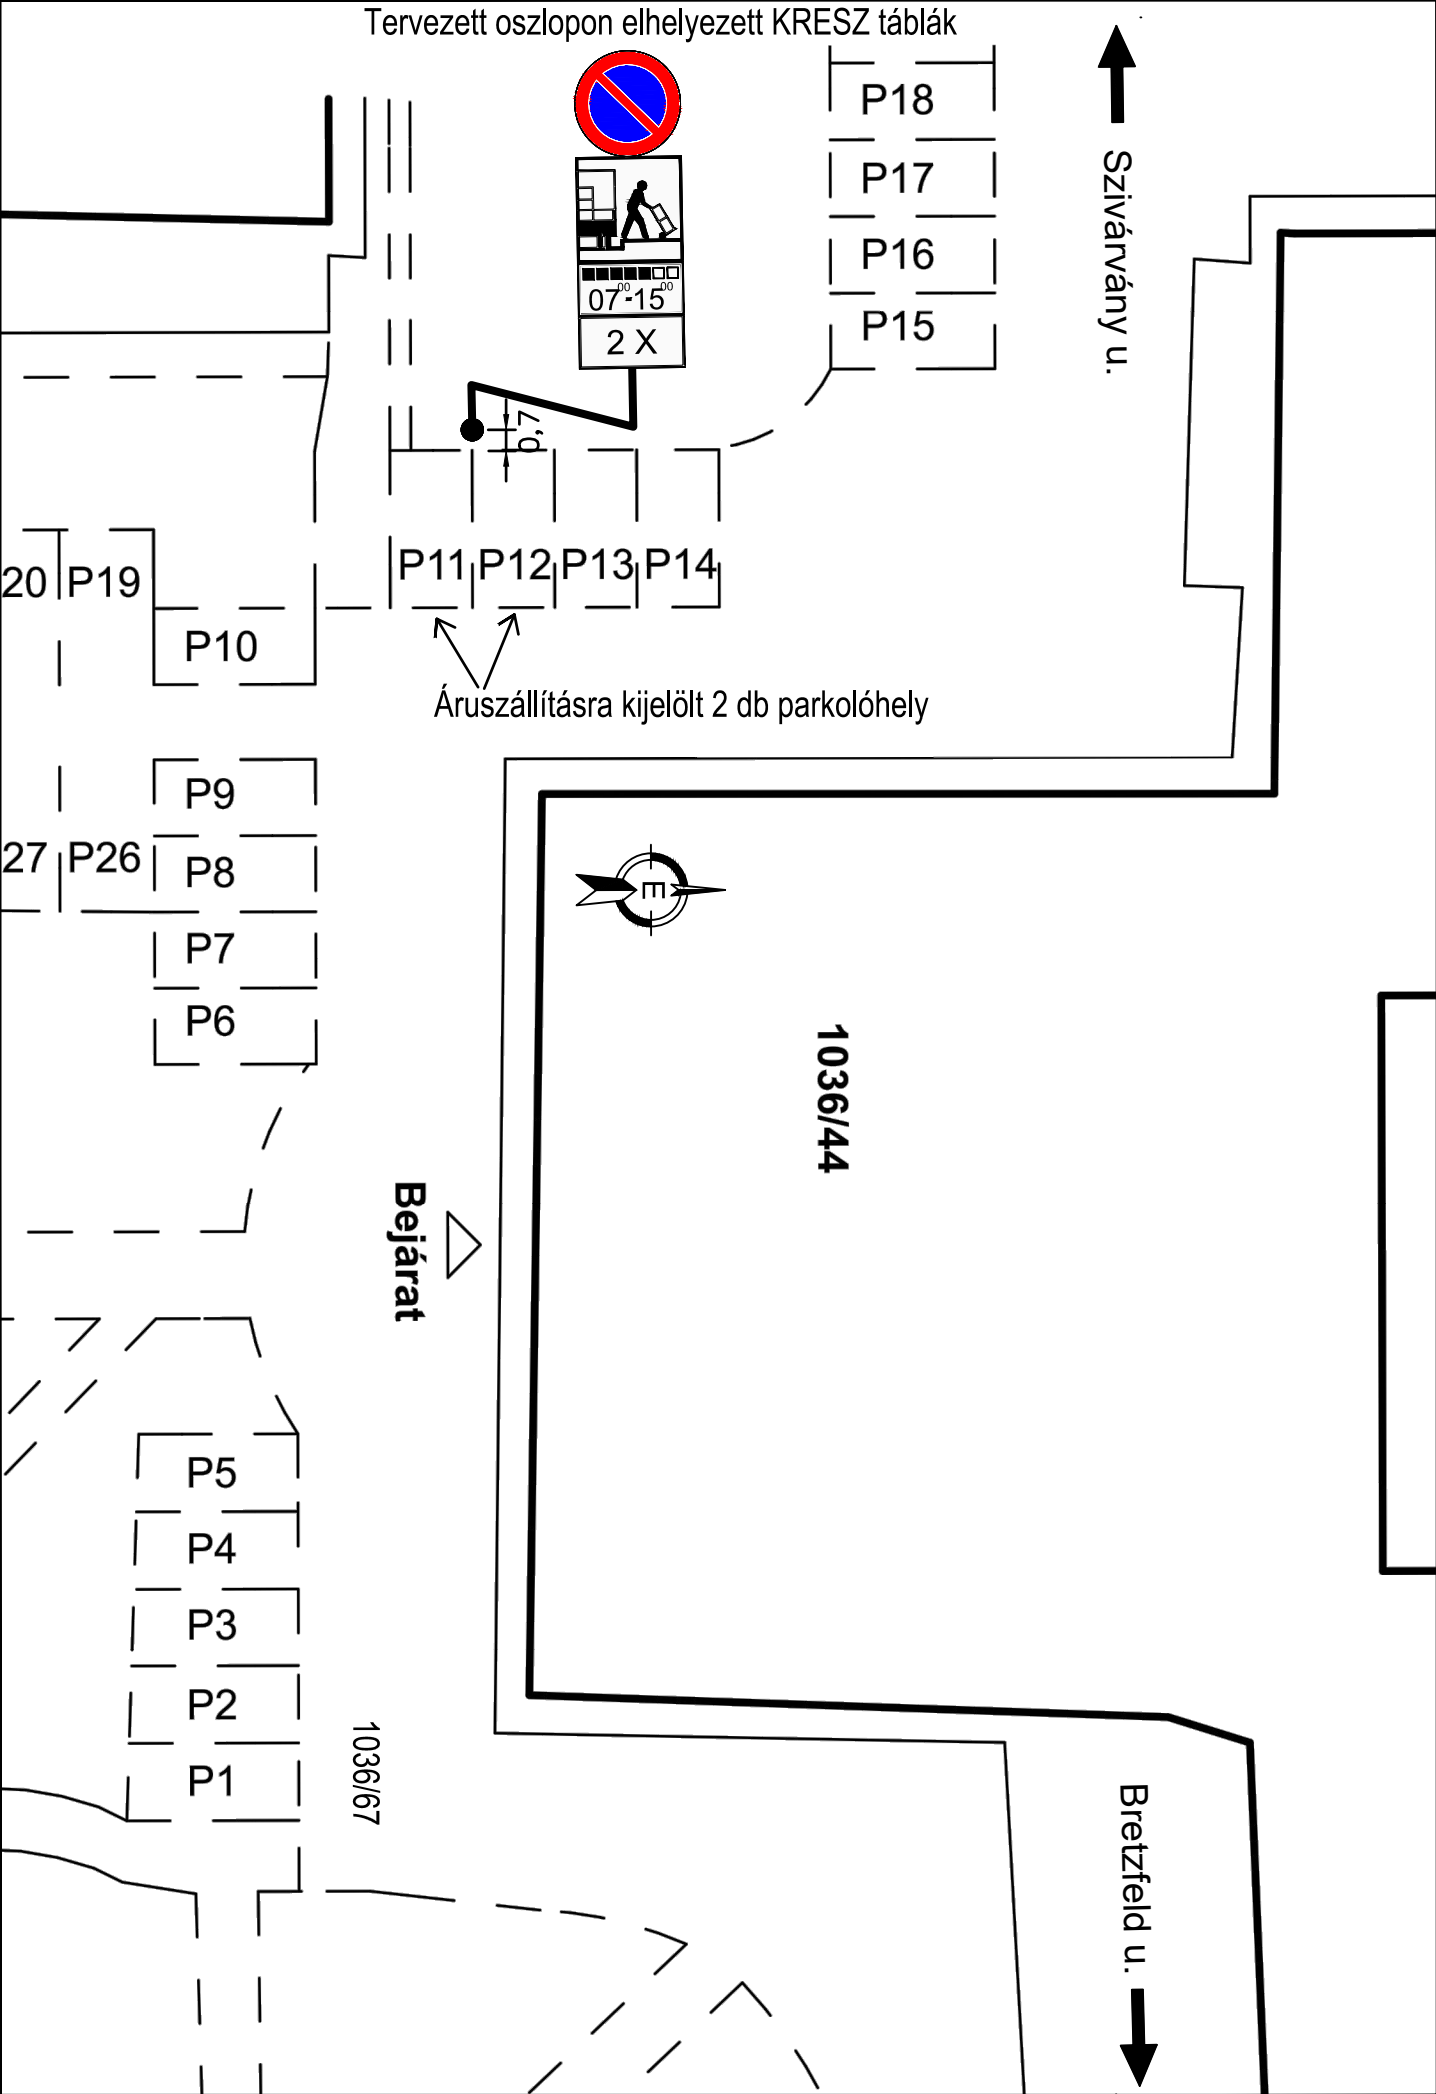 Tervezett oszlopon elhelyezett KRESZ táblák
P18
P17
P16
P15
Szivárvány u.
07⁰⁰-15⁰⁰
2 X
0,7
20
P19
P11
P12
P13
P14
P10
Áruszállításra kijelölt 2 db parkolóhely
P9
27
P26
P8
P7
P6
É
1036/44
Bejárat
P5
P4
P3
P2
P1
1036/67
Bretzfeld u.